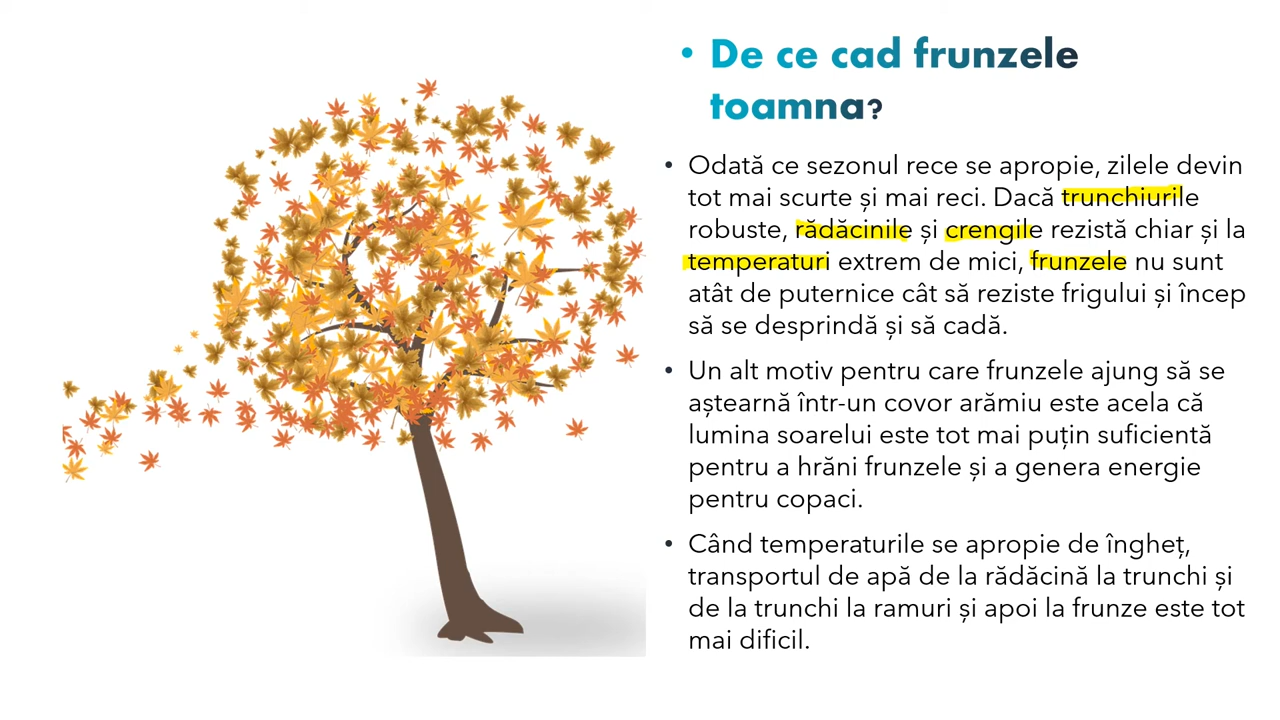 • De ce cad frunzele
toamna?
• Odată ce sezonul rece se apropie, zilele devin
tot mai scurte și mai reci. Dacă trunchiurile
robuste, rădăcinile și crengile rezistă chiar și la
temperaturi extrem de mici, frunzele nu sunt
atât de puternice cât să reziste frigului și încep
să se desprindă și să cadă.
• Un alt motiv pentru care frunzele ajung să se
aștearnă într-un covor arămiu este acela că
lumina soarelui este tot mai puțin suficientă
pentru a hrăni frunzele și a genera energie
pentru copaci.
• Când temperaturile se apropie de îngheț,
transportul de apă de la rădăcină la trunchi și
de la trunchi la ramuri și apoi la frunze este tot
mai dificil.